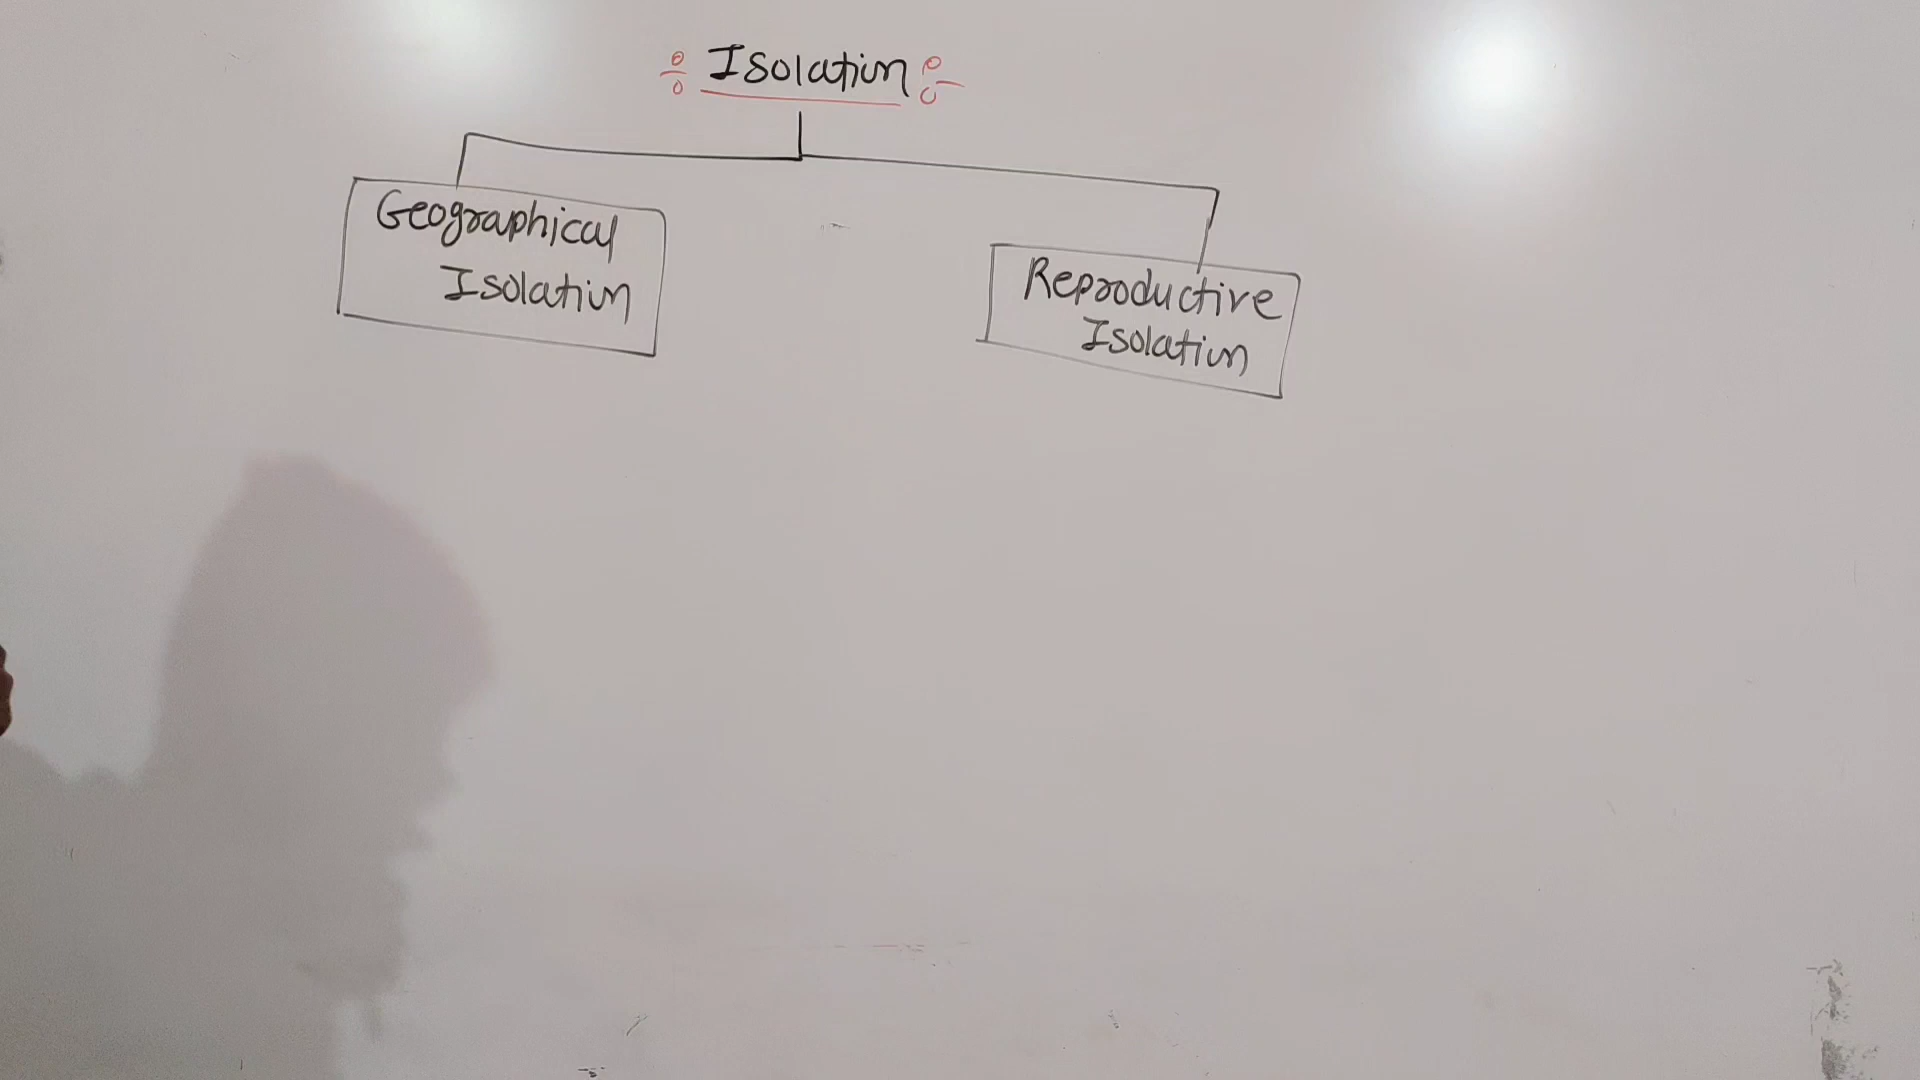 Isolation
Geographical
Isolation
Reproductive
Isolation